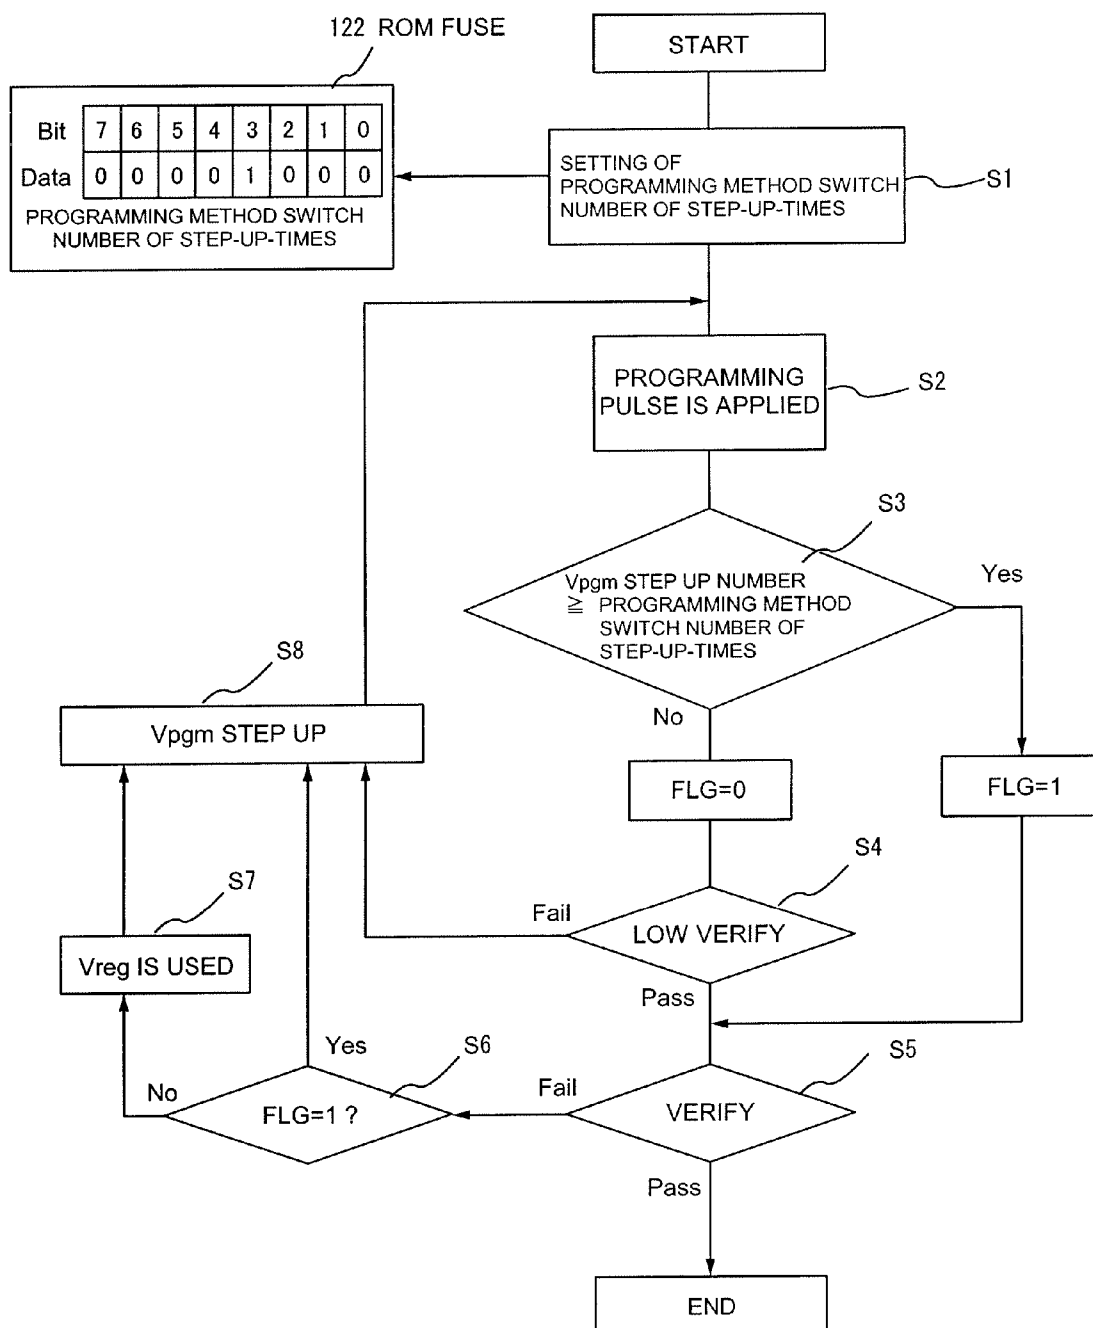 122 ROM FUSE
Bit 7 6 5 4 3 2 1 0
Data 0 0 0 0 1 0 0 0
PROGRAMMING METHOD SWITCH
NUMBER OF STEP-UP-TIMES
START
SETTING OF
PROGRAMMING METHOD SWITCH
NUMBER OF STEP-UP-TIMES
S1
PROGRAMMING
PULSE IS APPLIED
S2
S3
Vpgm STEP UP NUMBER
≧ PROGRAMMING METHOD
SWITCH NUMBER OF
STEP-UP-TIMES
Yes
No
S8
Vpgm STEP UP
FLG=0
FLG=1
S4
Fail
LOW VERIFY
Pass
S7
Vreg IS USED
S6
Yes
No
FLG=1 ?
S5
Fail
VERIFY
Pass
END